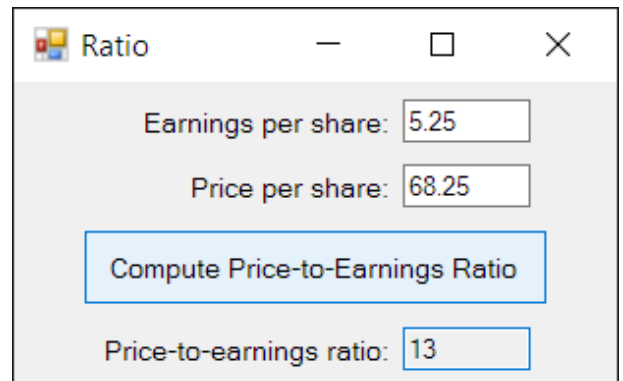 Ratio
Earnings per share: 5.25
Price per share: 68.25
Compute Price-to-Earnings Ratio
Price-to-earnings ratio: 13